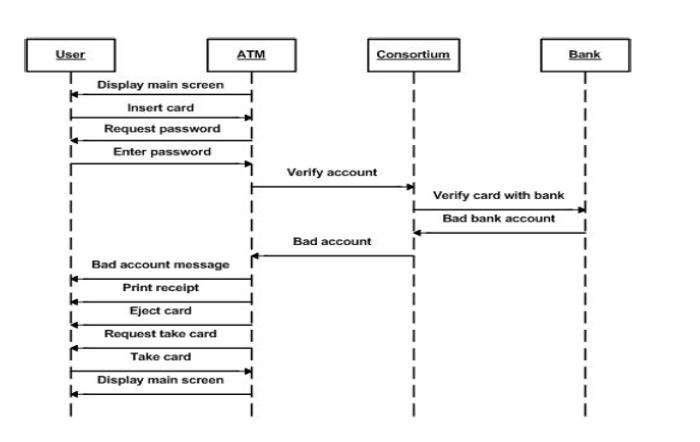 User ATM Consortium Bank
Display main screen
Insert card
Request password
Enter password
Verify account
Verify card with bank
Bad bank account
Bad account
Bad account message
Print receipt
Eject card
Request take card
Take card
Display main screen